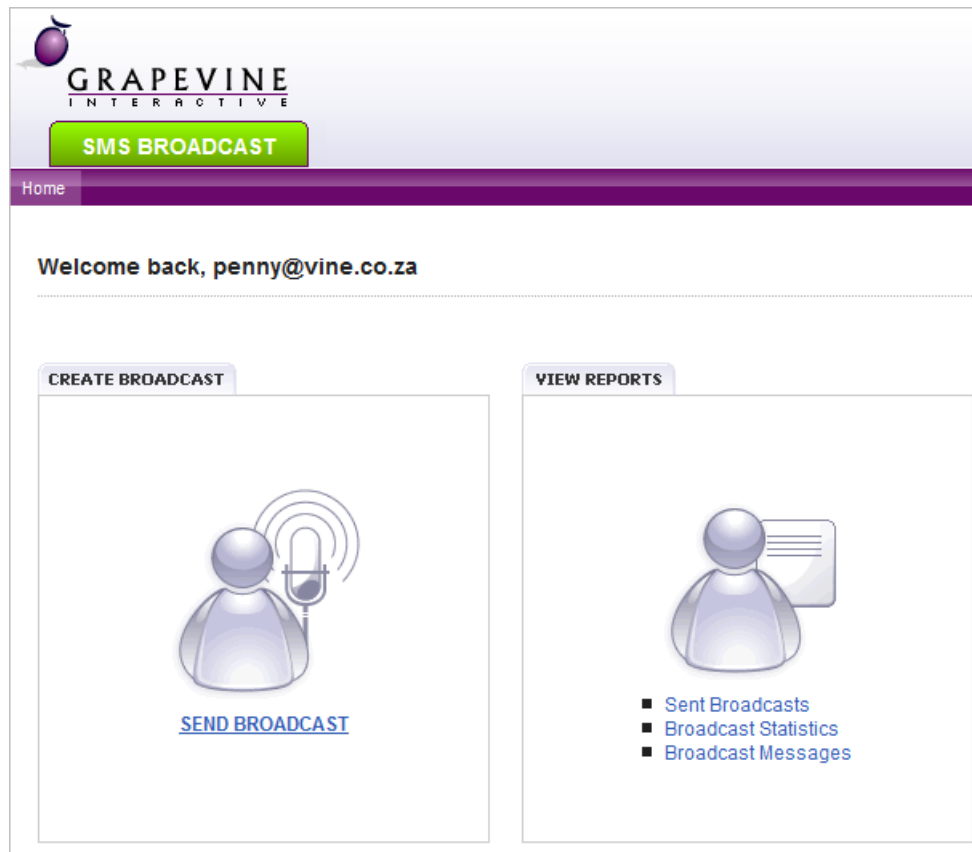 GRAPEVINE
INTERACTIVE
SMS BROADCAST
Home
Welcome back, penny@vine.co.za
CREATE BROADCAST
SEND BROADCAST
VIEW REPORTS
Sent Broadcasts
Broadcast Statistics
Broadcast Messages